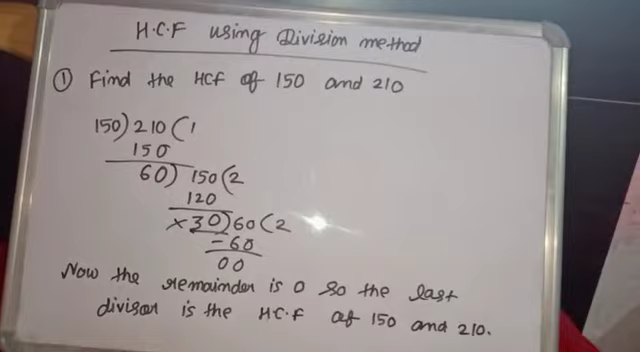 H.C.F using Division method
① Find the HCF of 150 and 210
150) 210 (1
150
60) 150 (2
120
× 30) 60 (2
- 60
00
Now the remainder is 0 so the last
divisor is the H.C.F of 150 and 210.